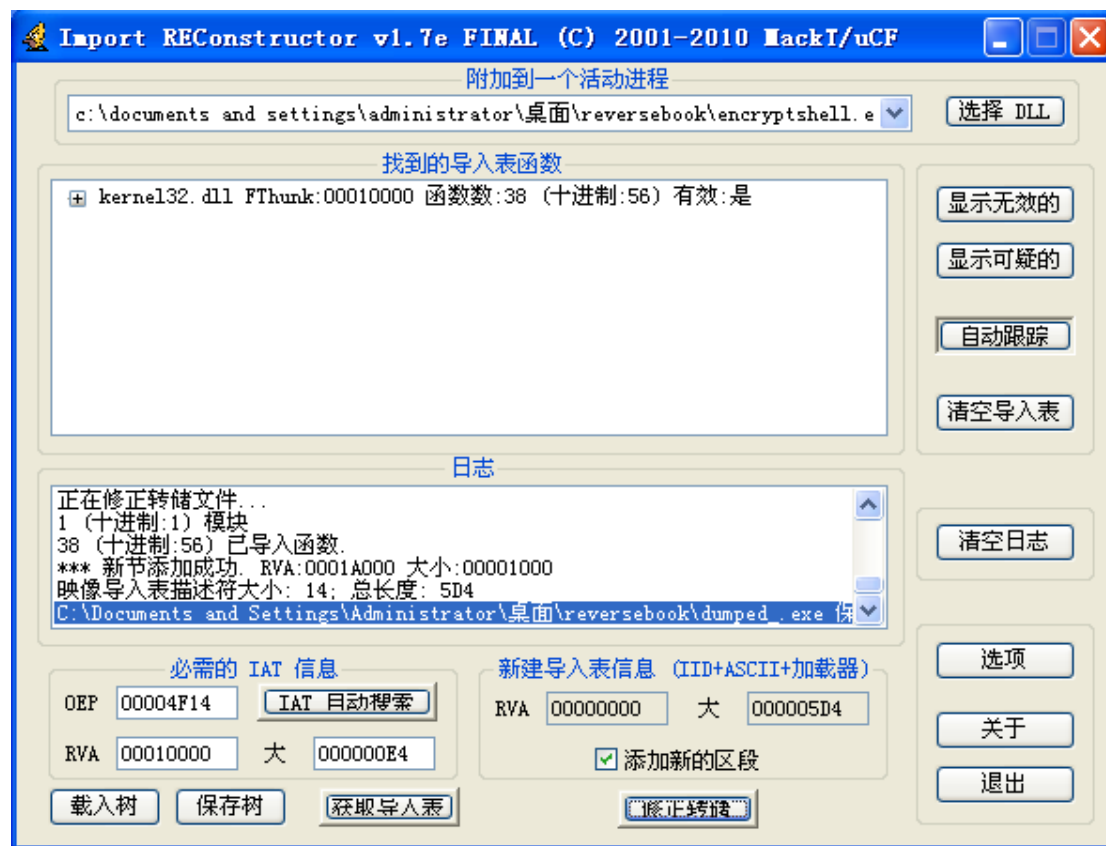 Import REConstructor v1.7e FINAL (C) 2001-2010 MackT/uCF
附加到一个活动进程
c:\documents and settings\administrator\桌面\reversebook\encryptshell.e
选择 DLL
找到的导入表函数
kernel32.dll FThunk:00010000 函数数:38 (十进制:56) 有效:是
显示无效的
显示可疑的
自动跟踪
清空导入表
日志
正在修正转储文件...
1 (十进制:1) 模块
38 (十进制:56) 已导入函数.
*** 新节添加成功. RVA:0001A000 大小:00001000
映像导入表描述符大小: 14; 总长度: 5D4
C:\Documents and Settings\Administrator\桌面\reversebook\dumped_.exe 保
清空日志
必需的 IAT 信息
OEP 00004F14 IAT 自动搜索
RVA 00010000 大 000000E4
新建导入表信息 (IID+ASCII+加载器)
RVA 00000000 大 000005D4
添加新的区段
选项
关于
退出
载入树 保存树 获取导入表 修正转储